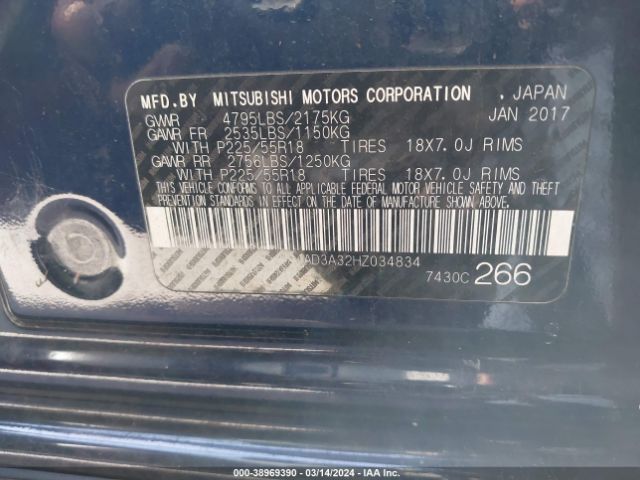 MFD.BY MITSUBISHI MOTORS CORPORATION . JAPAN
GVWR 4795LBS/2175KG JAN 2017
GAWR FR 2535LBS/1150KG
WITH P225/55R18 TIRES 18X7.0J RIMS
GAWR RR 2756LBS/1250KG
WITH P225/55R18 TIRES 18X7.0J RIMS
THIS VEHICLE CONFORMS TO ALL APPLICABLE FEDERAL MOTOR VEHICLE SAFETY AND THEFT
PREVENTION STANDARDS IN EFFECT ON THE DATE OF MANUFACTURE SHOWN ABOVE.
AD3A32HZ034834
7430C 266
000-38969390 - 03/14/2024 - IAA Inc.